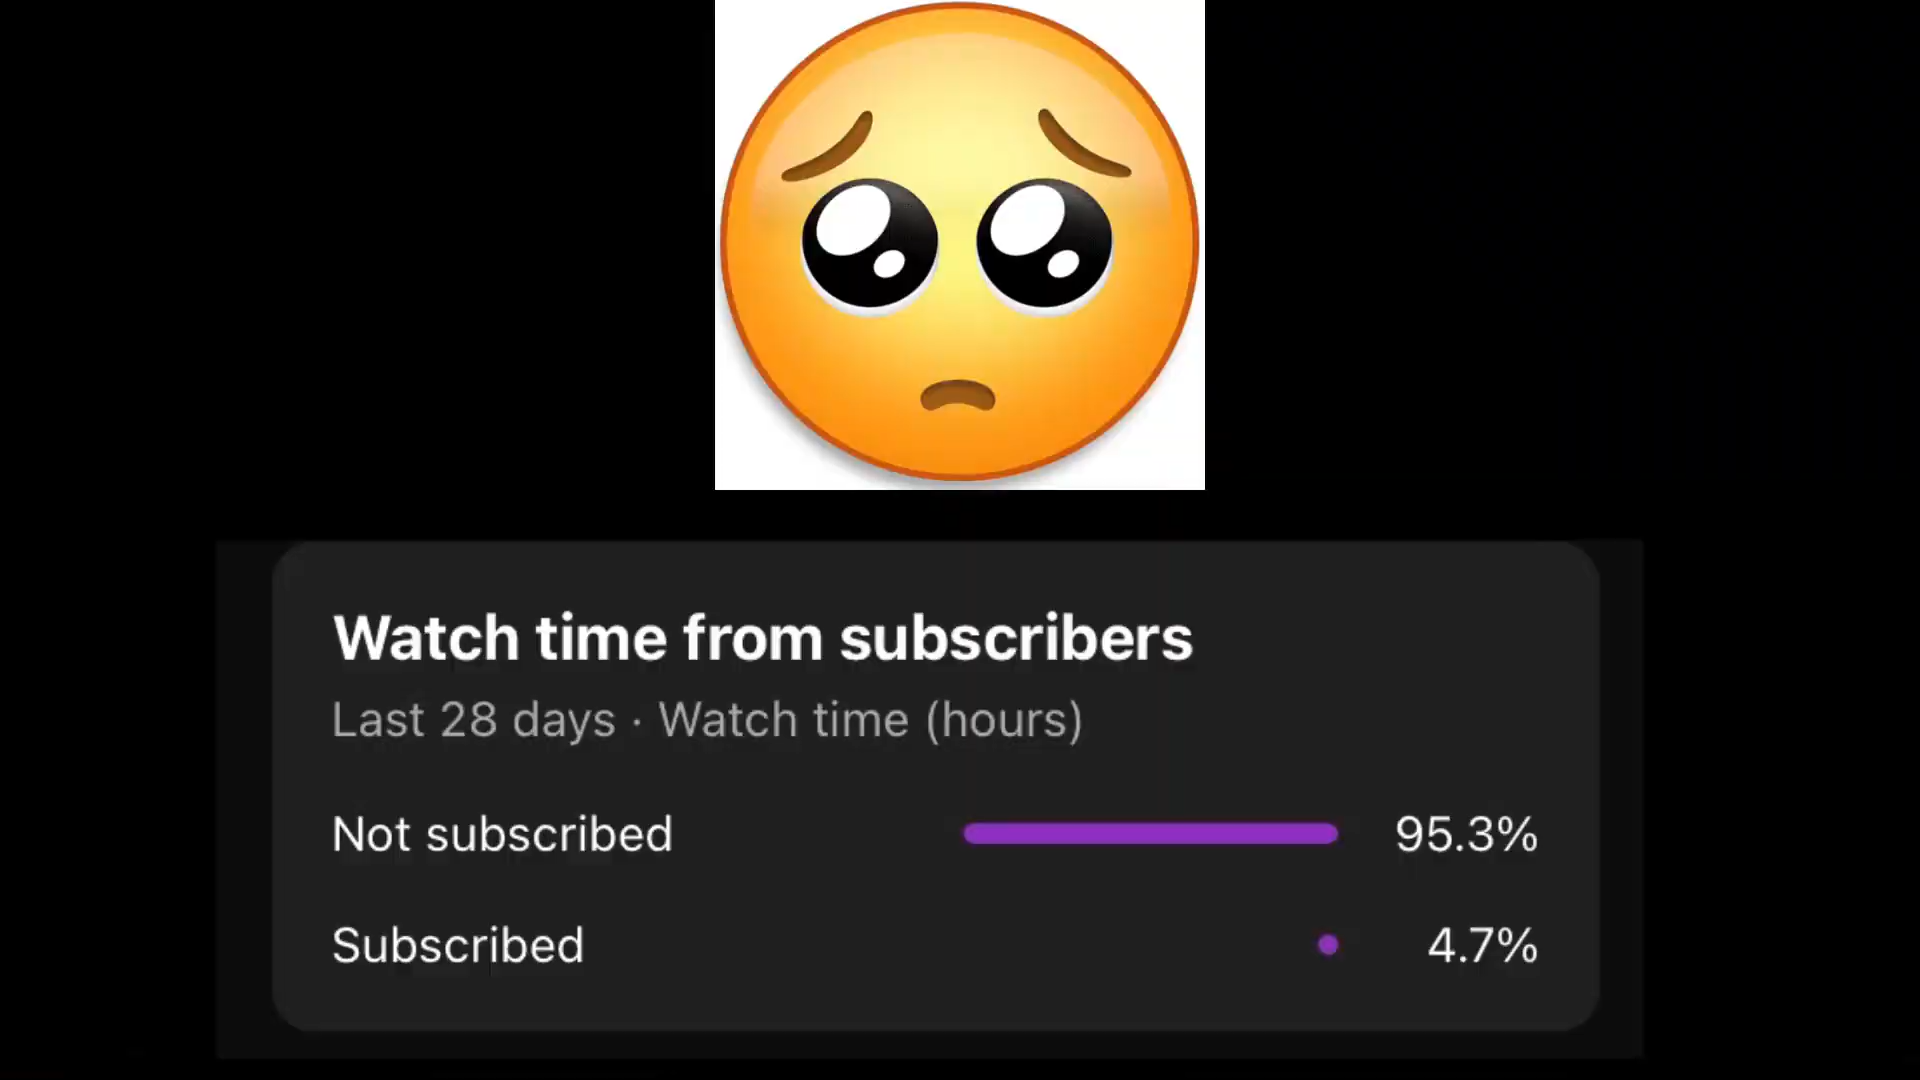 Watch time from subscribers
Last 28 days · Watch time (hours)
Not subscribed 95.3%
Subscribed 4.7%